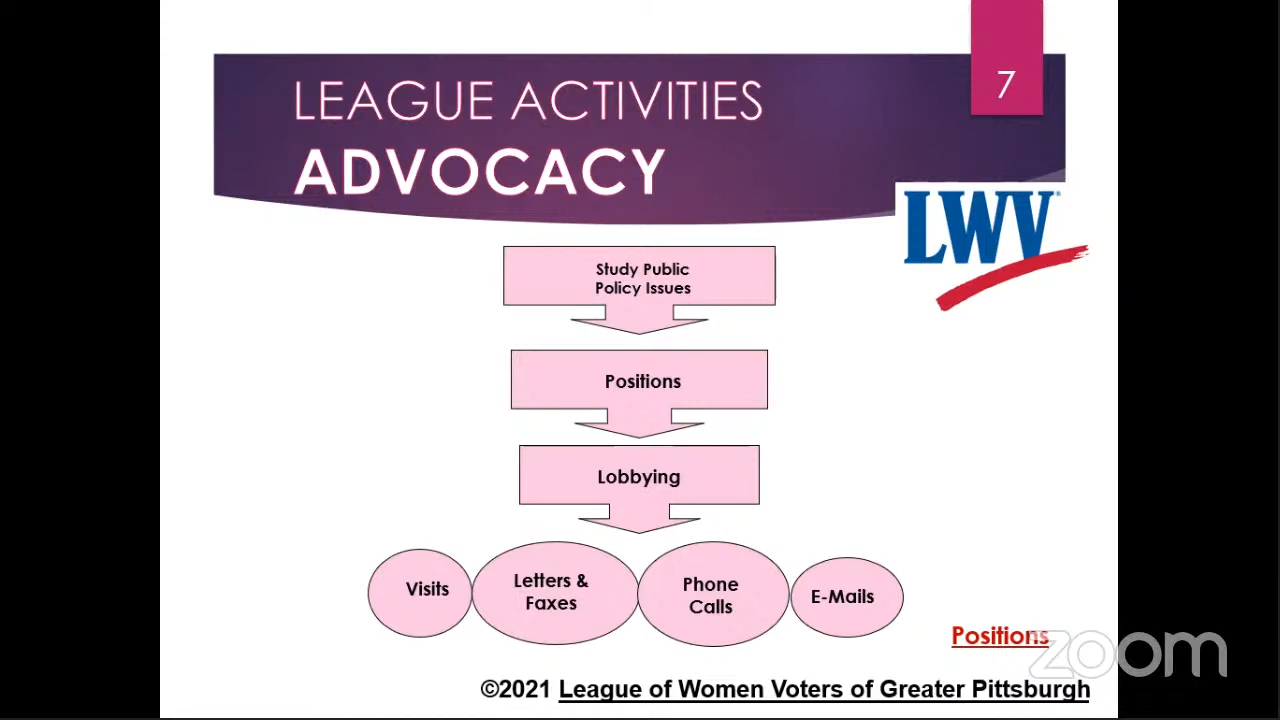 7
LEAGUE ACTIVITIES
ADVOCACY
LWV
Study Public
Policy Issues
Positions
Lobbying
Visits
Letters &
Faxes
Phone
Calls
E-Mails
Positions
zoom
©2021 League of Women Voters of Greater Pittsburgh